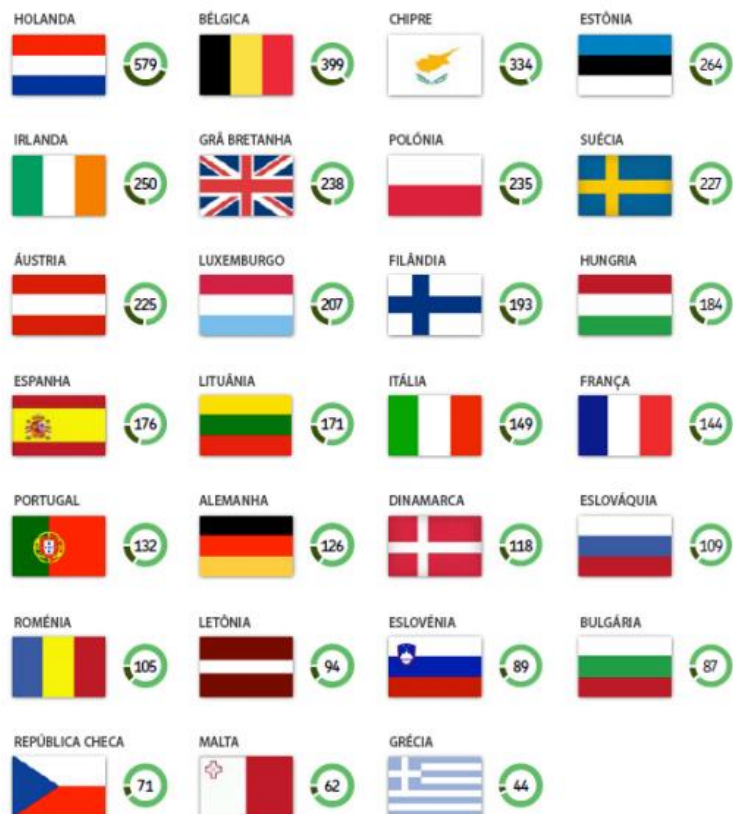 HOLANDA BÉLGICA CHIPRE ESTÔNIA
579 399 334 264
IRLANDA GRÃ BRETANHA POLÓNIA SUÉCIA
250 238 235 227
ÁUSTRIA LUXEMBURGO FILÂNDIA HUNGRIA
225 207 193 184
ESPANHA LITUÂNIA ITÁLIA FRANÇA
176 171 149 144
PORTUGAL ALEMANHA DINAMARCA ESLOVÁQUIA
132 126 118 109
ROMÉNIA LETÔNIA ESLOVÉNIA BULGÁRIA
105 94 89 87
REPÚBLICA CHECA MALTA GRÉCIA
71 62 44